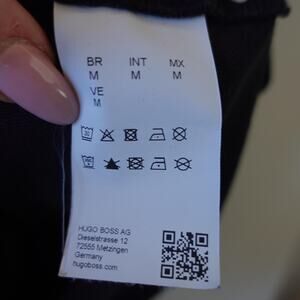 BR INT MX
M M M
VE
M
HUGO BOSS AG
Dieselstrasse 12
72555 Metzingen
Germany
hugoboss.com